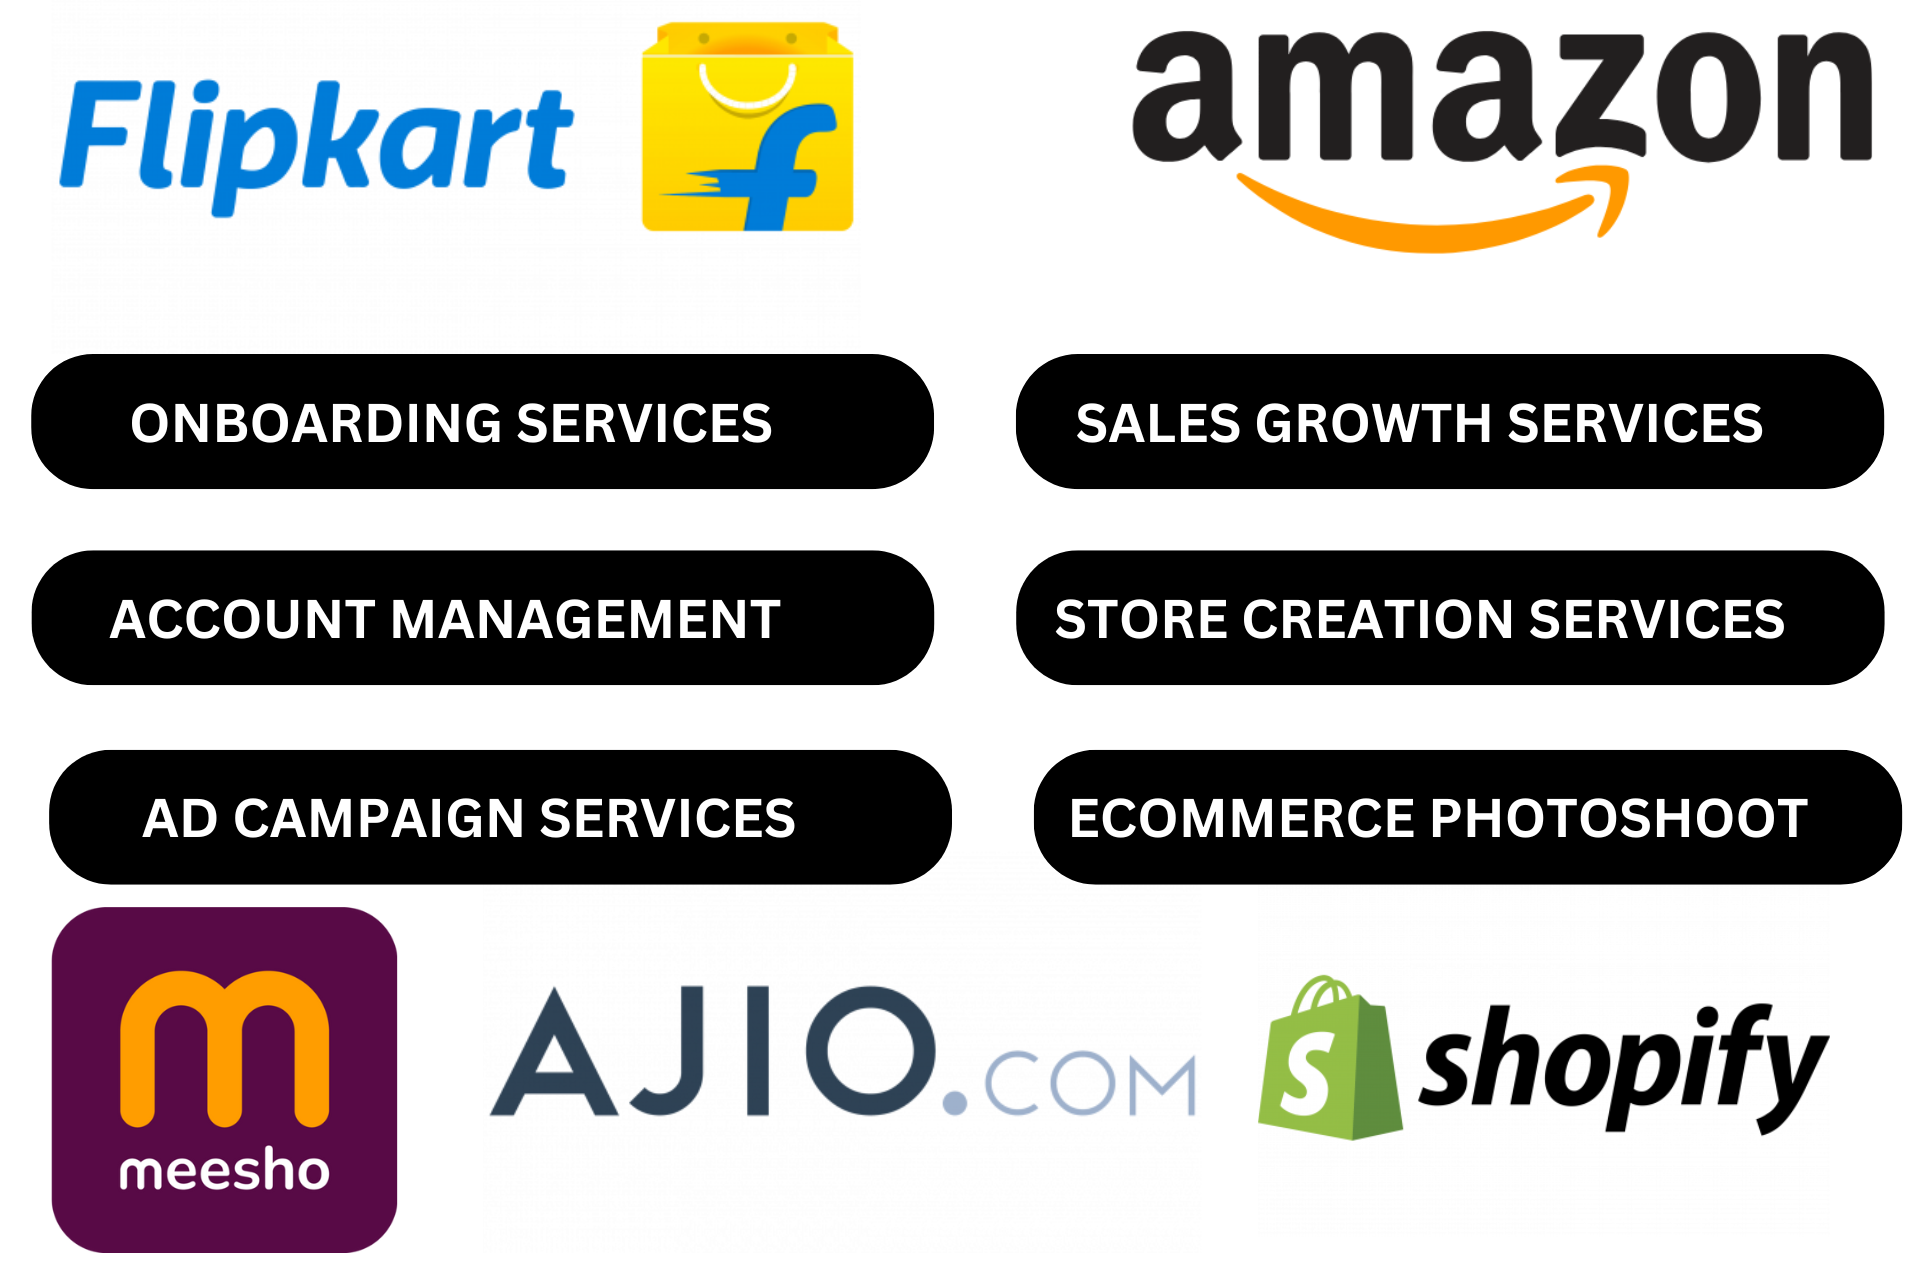 Flipkart
f
amazon
ONBOARDING SERVICES
SALES GROWTH SERVICES
ACCOUNT MANAGEMENT
STORE CREATION SERVICES
AD CAMPAIGN SERVICES
ECOMMERCE PHOTOSHOOT
m
meesho
AJIO.COM
S
shopify